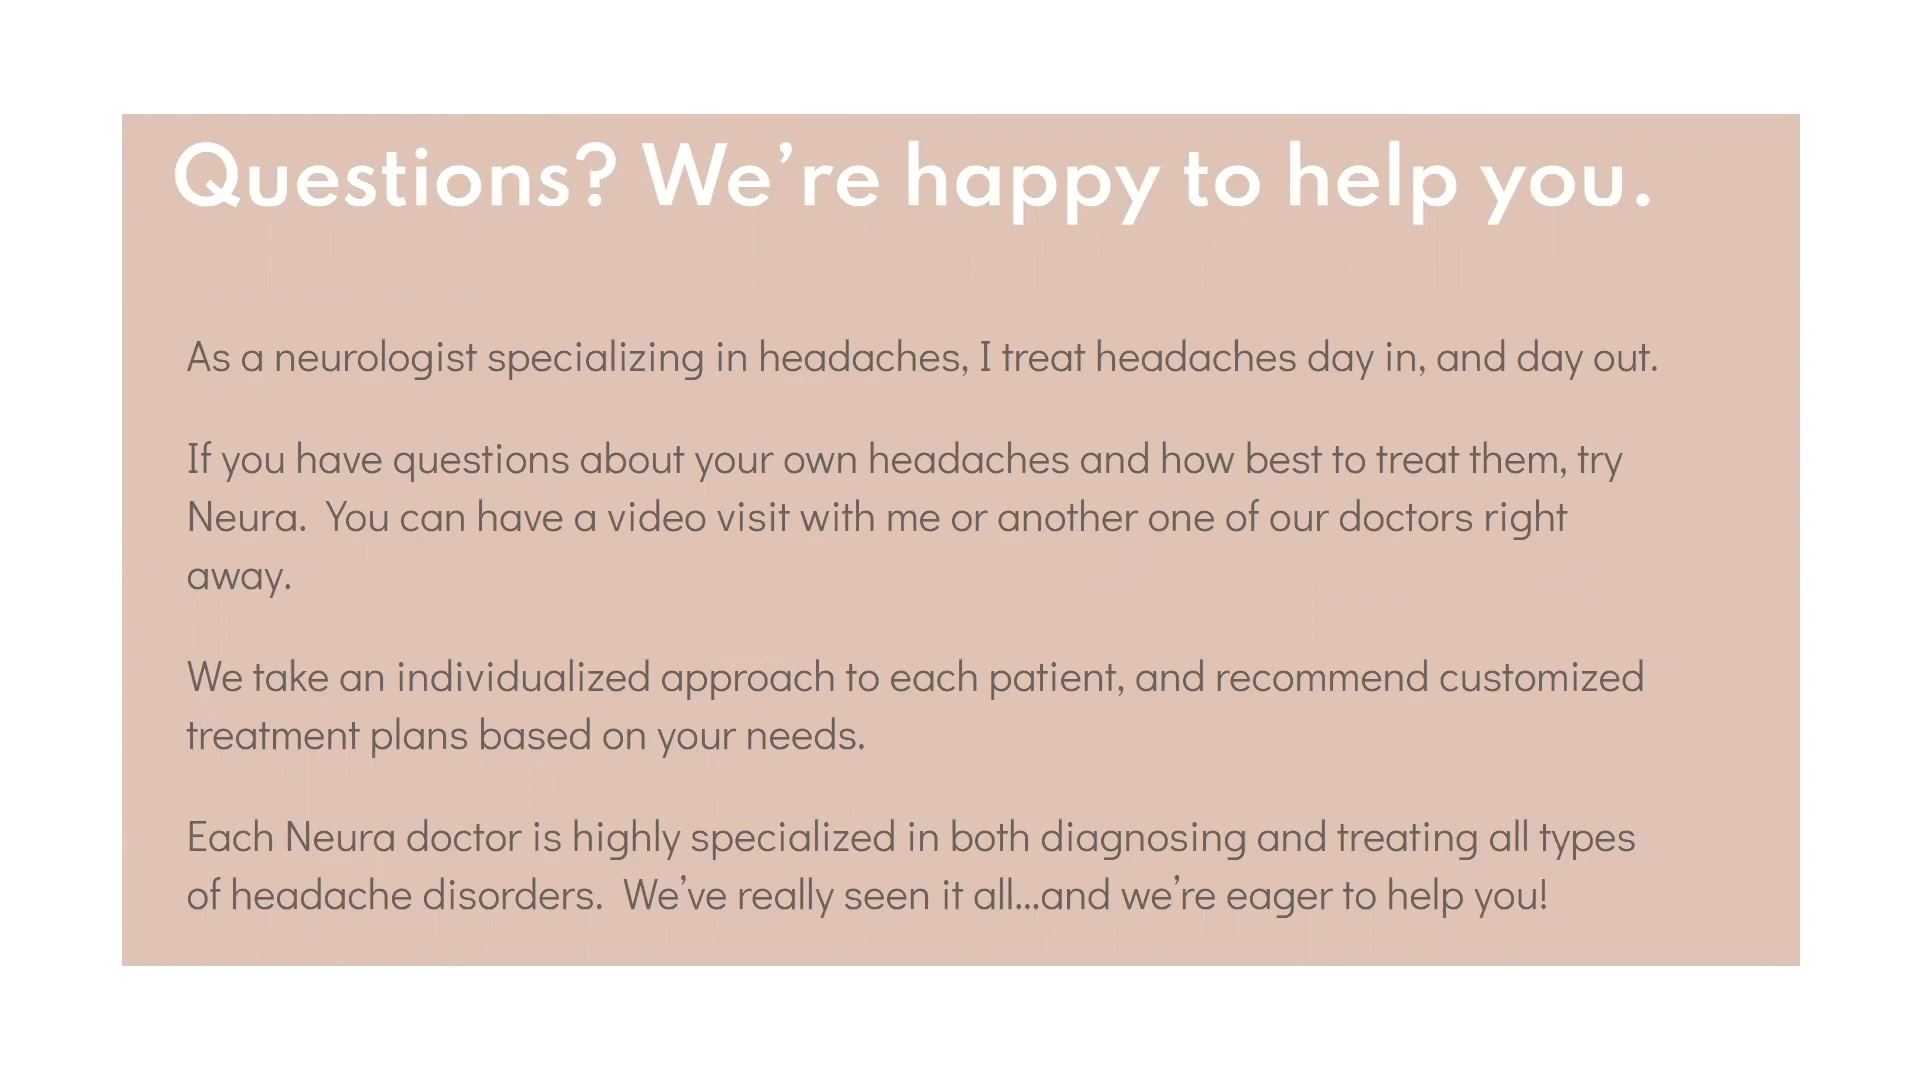 Questions? We’re happy to help you.
As a neurologist specializing in headaches, I treat headaches day in, and day out.
If you have questions about your own headaches and how best to treat them, try
Neura.  You can have a video visit with me or another one of our doctors right
away.
We take an individualized approach to each patient, and recommend customized
treatment plans based on your needs.
Each Neura doctor is highly specialized in both diagnosing and treating all types
of headache disorders.  We’ve really seen it all...and we’re eager to help you!